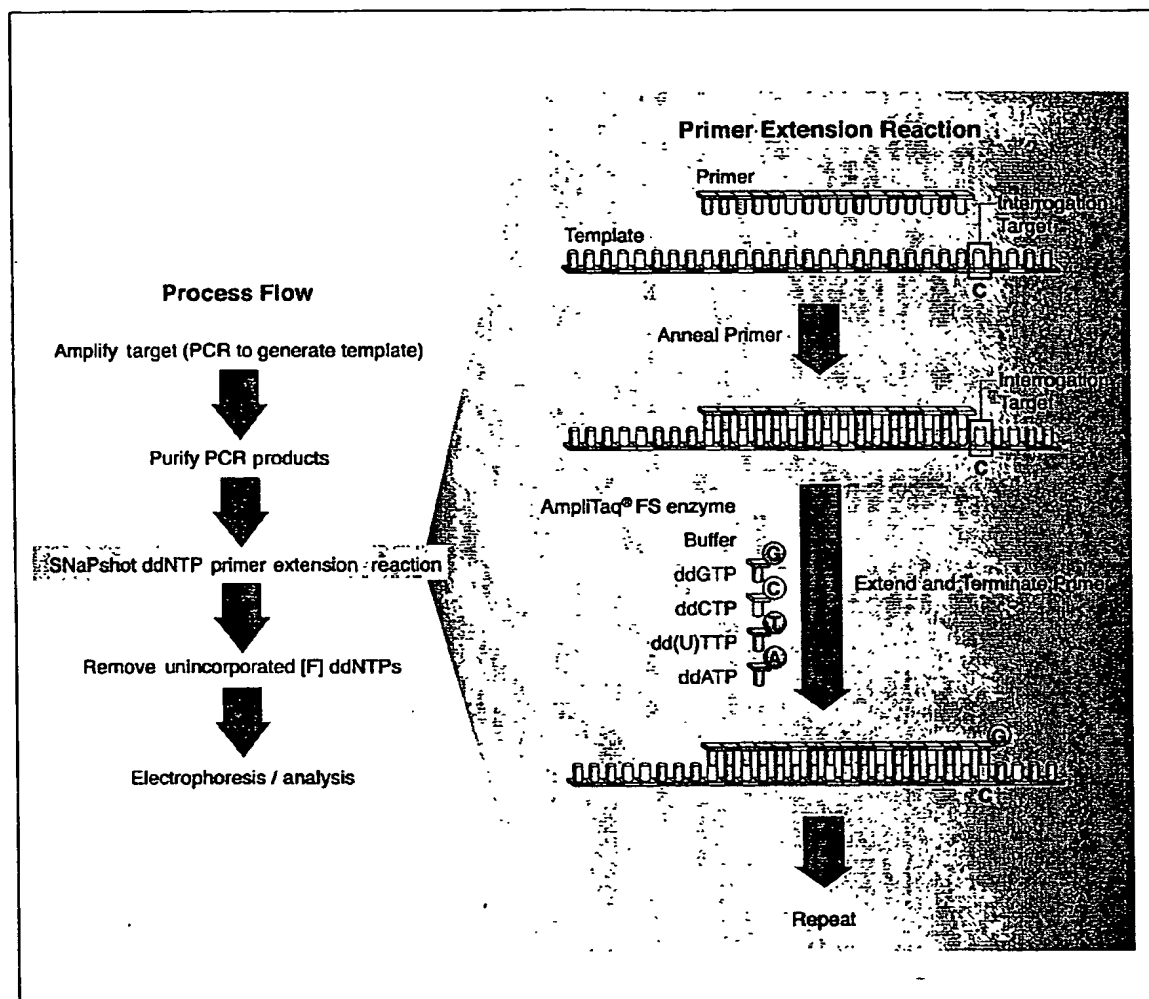 Process Flow
Amplify target (PCR to generate template)
Purify PCR products
SNaPshot ddNTP primer extension reaction
Remove unincorporated [F] ddNTPs
Electrophoresis / analysis
Primer Extension Reaction
Primer
Interrogation
Target
Template
C
Anneal Primer
Interrogation
Target
C
AmpliTaq® FS enzyme
Buffer
G
ddGTP
C
ddCTP
T
dd(U)TTP
A
ddATP
Extend and Terminate Primer
G
C
Repeat